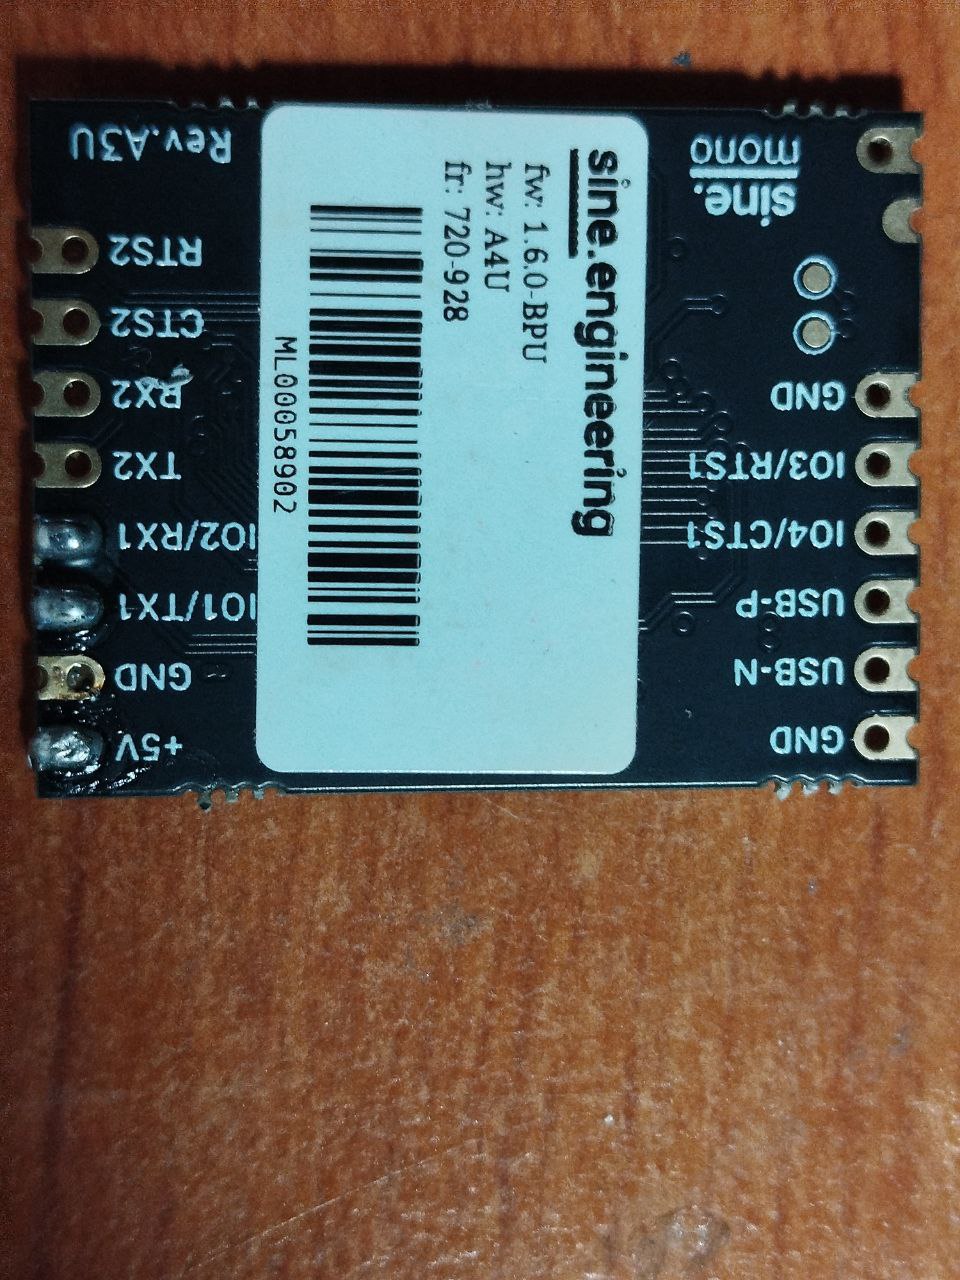 sine.engineering
fw: 1.6.0-BPU
hw: A4U
fr: 720-928
ML00058902
GND
USB-N
USB-P
IO4/CTS1
IO3/RTS1
GND
sine.
mono
+5V
GND
IO1/TX1
IO2/RX1
TX2
RX2
CTS2
RTS2
Rev.A3U